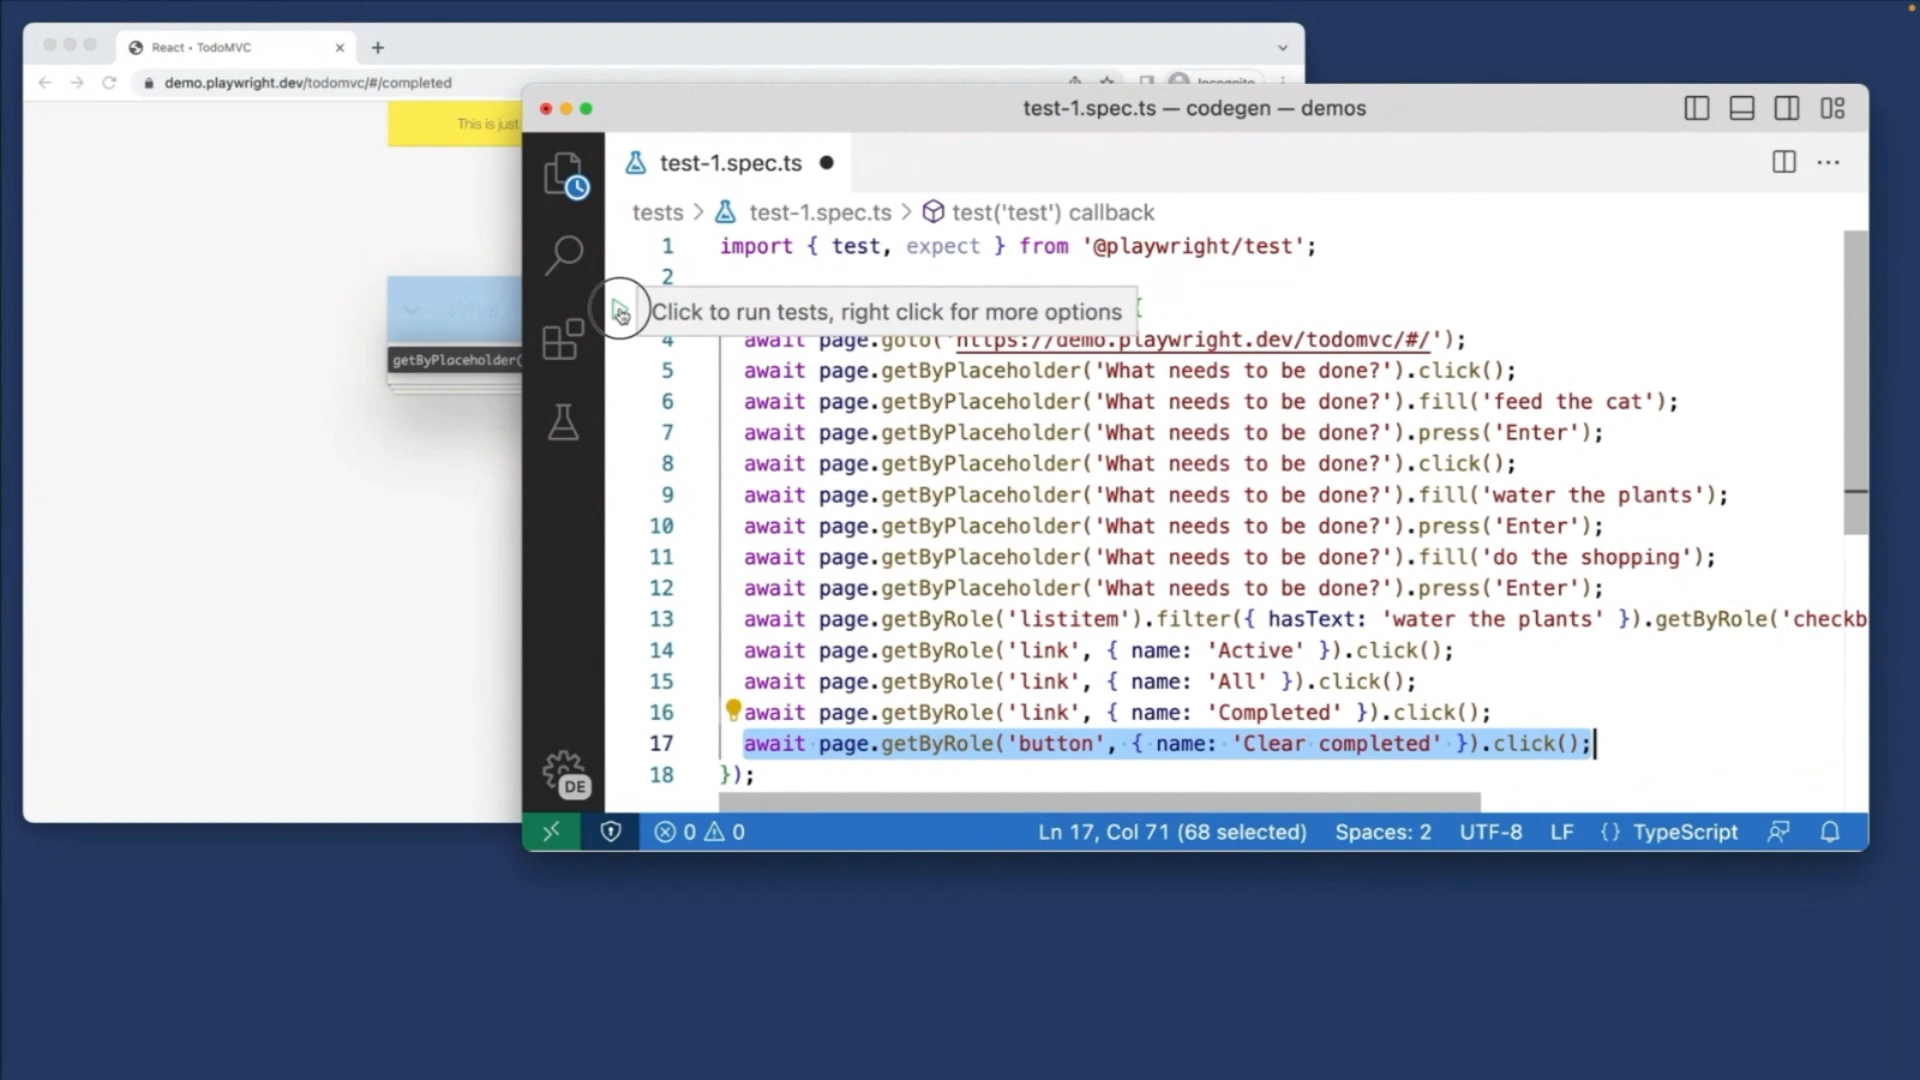 React • TodoMVC
demo.playwright.dev/todomvc/#/completed
Incognito
This is just
getByPlaceholder(
test-1.spec.ts — codegen — demos
test-1.spec.ts
tests > test-1.spec.ts > test('test') callback
1 import { test, expect } from '@playwright/test';
2
Click to run tests, right click for more options {
4 await page.goto('https://demo.playwright.dev/todomvc/#/');
5 await page.getByPlaceholder('What needs to be done?').click();
6 await page.getByPlaceholder('What needs to be done?').fill('feed the cat');
7 await page.getByPlaceholder('What needs to be done?').press('Enter');
8 await page.getByPlaceholder('What needs to be done?').click();
9 await page.getByPlaceholder('What needs to be done?').fill('water the plants');
10 await page.getByPlaceholder('What needs to be done?').press('Enter');
11 await page.getByPlaceholder('What needs to be done?').fill('do the shopping');
12 await page.getByPlaceholder('What needs to be done?').press('Enter');
13 await page.getByRole('listitem').filter({ hasText: 'water the plants' }).getByRole('checkb
14 await page.getByRole('link', { name: 'Active' }).click();
15 await page.getByRole('link', { name: 'All' }).click();
16 await page.getByRole('link', { name: 'Completed' }).click();
17 await page.getByRole('button', { name: 'Clear completed' }).click();
18 });
DE
0 0 Ln 17, Col 71 (68 selected) Spaces: 2 UTF-8 LF {} TypeScript